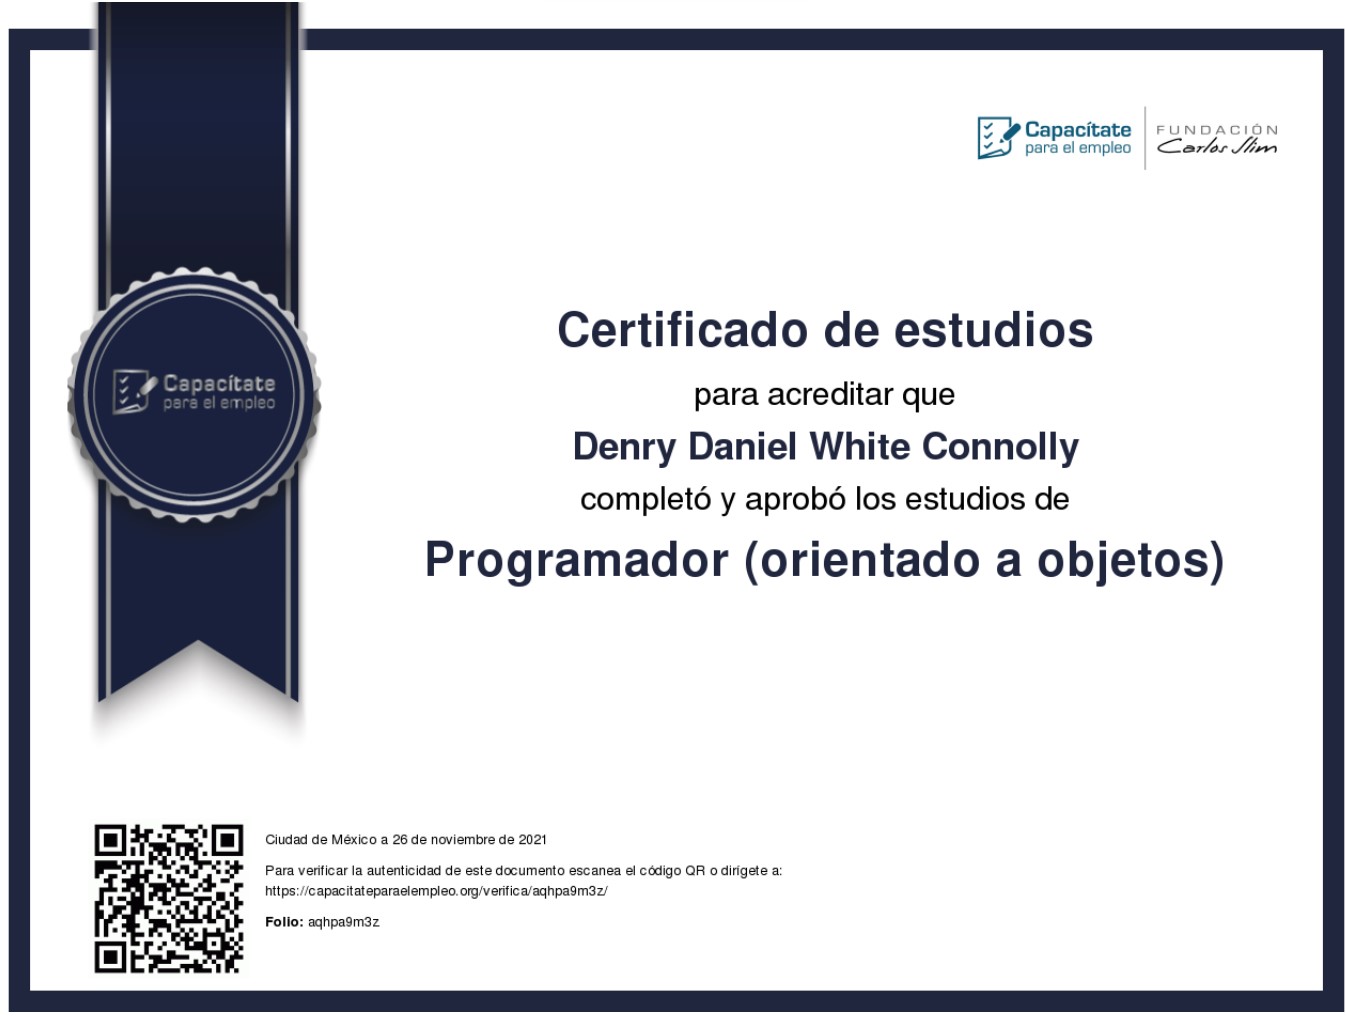 Capacítate
para el empleo
FUNDACIÓN
Carlos Slim
Capacítate
para el empleo
Certificado de estudios
para acreditar que
Denry Daniel White Connolly
completó y aprobó los estudios de
Programador (orientado a objetos)
Ciudad de México a 26 de noviembre de 2021
Para verificar la autenticidad de este documento escanea el código QR o dirígete a:
https://capacitateparaelempleo.org/verifica/aqhpa9m3z/
Folio: aqhpa9m3z